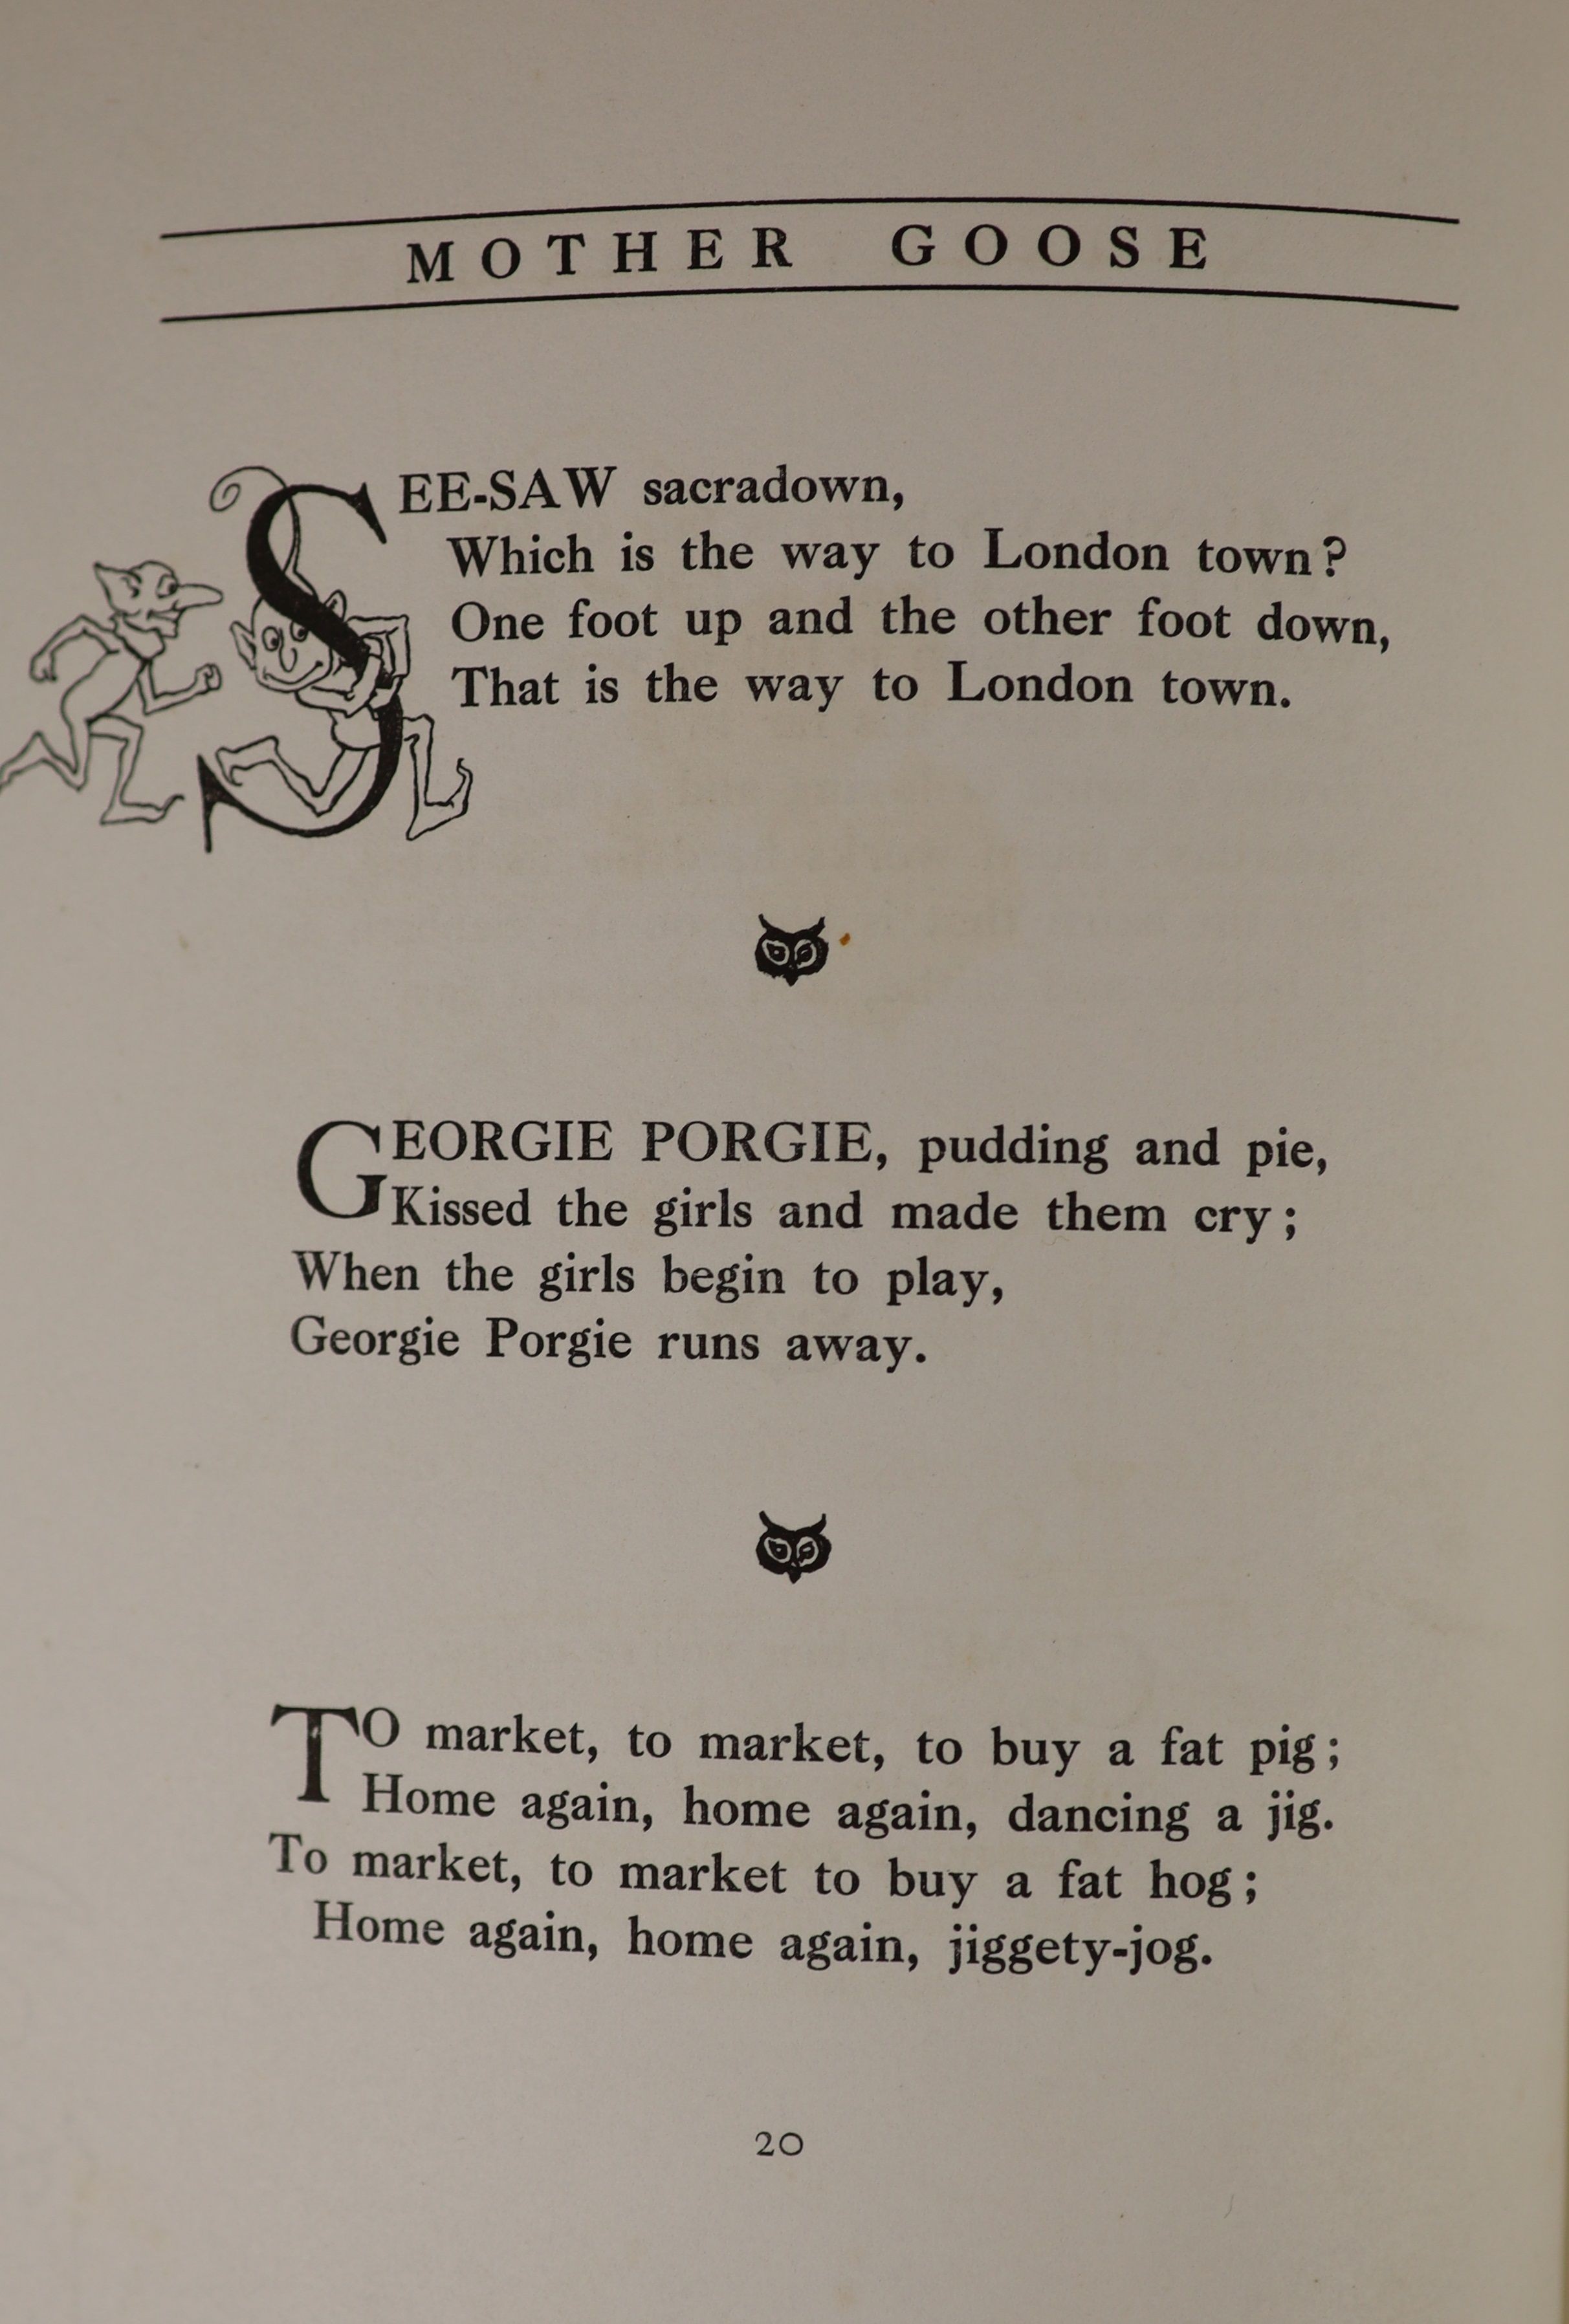 MOTHER GOOSE
SEE-SAW sacradown,
Which is the way to London town?
One foot up and the other foot down,
That is the way to London town.
GEORGIE PORGIE, pudding and pie,
Kissed the girls and made them cry;
When the girls begin to play,
Georgie Porgie runs away.
TO market, to market, to buy a fat pig;
Home again, home again, dancing a jig.
To market, to market to buy a fat hog;
Home again, home again, jiggety-jog.
20